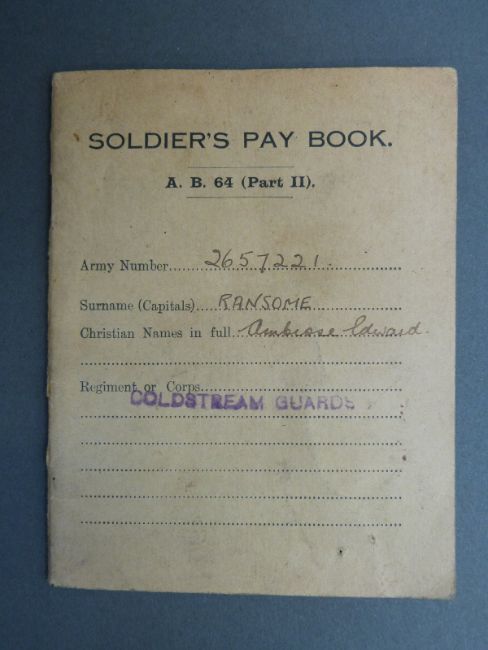 SOLDIER'S PAY BOOK.
A. B. 64 (Part II).
Army Number 2657221.
Surname (Capitals) RANSOME
Christian Names in full Ambrose Edward.
Regiment or Corps
COLDSTREAM GUARDS